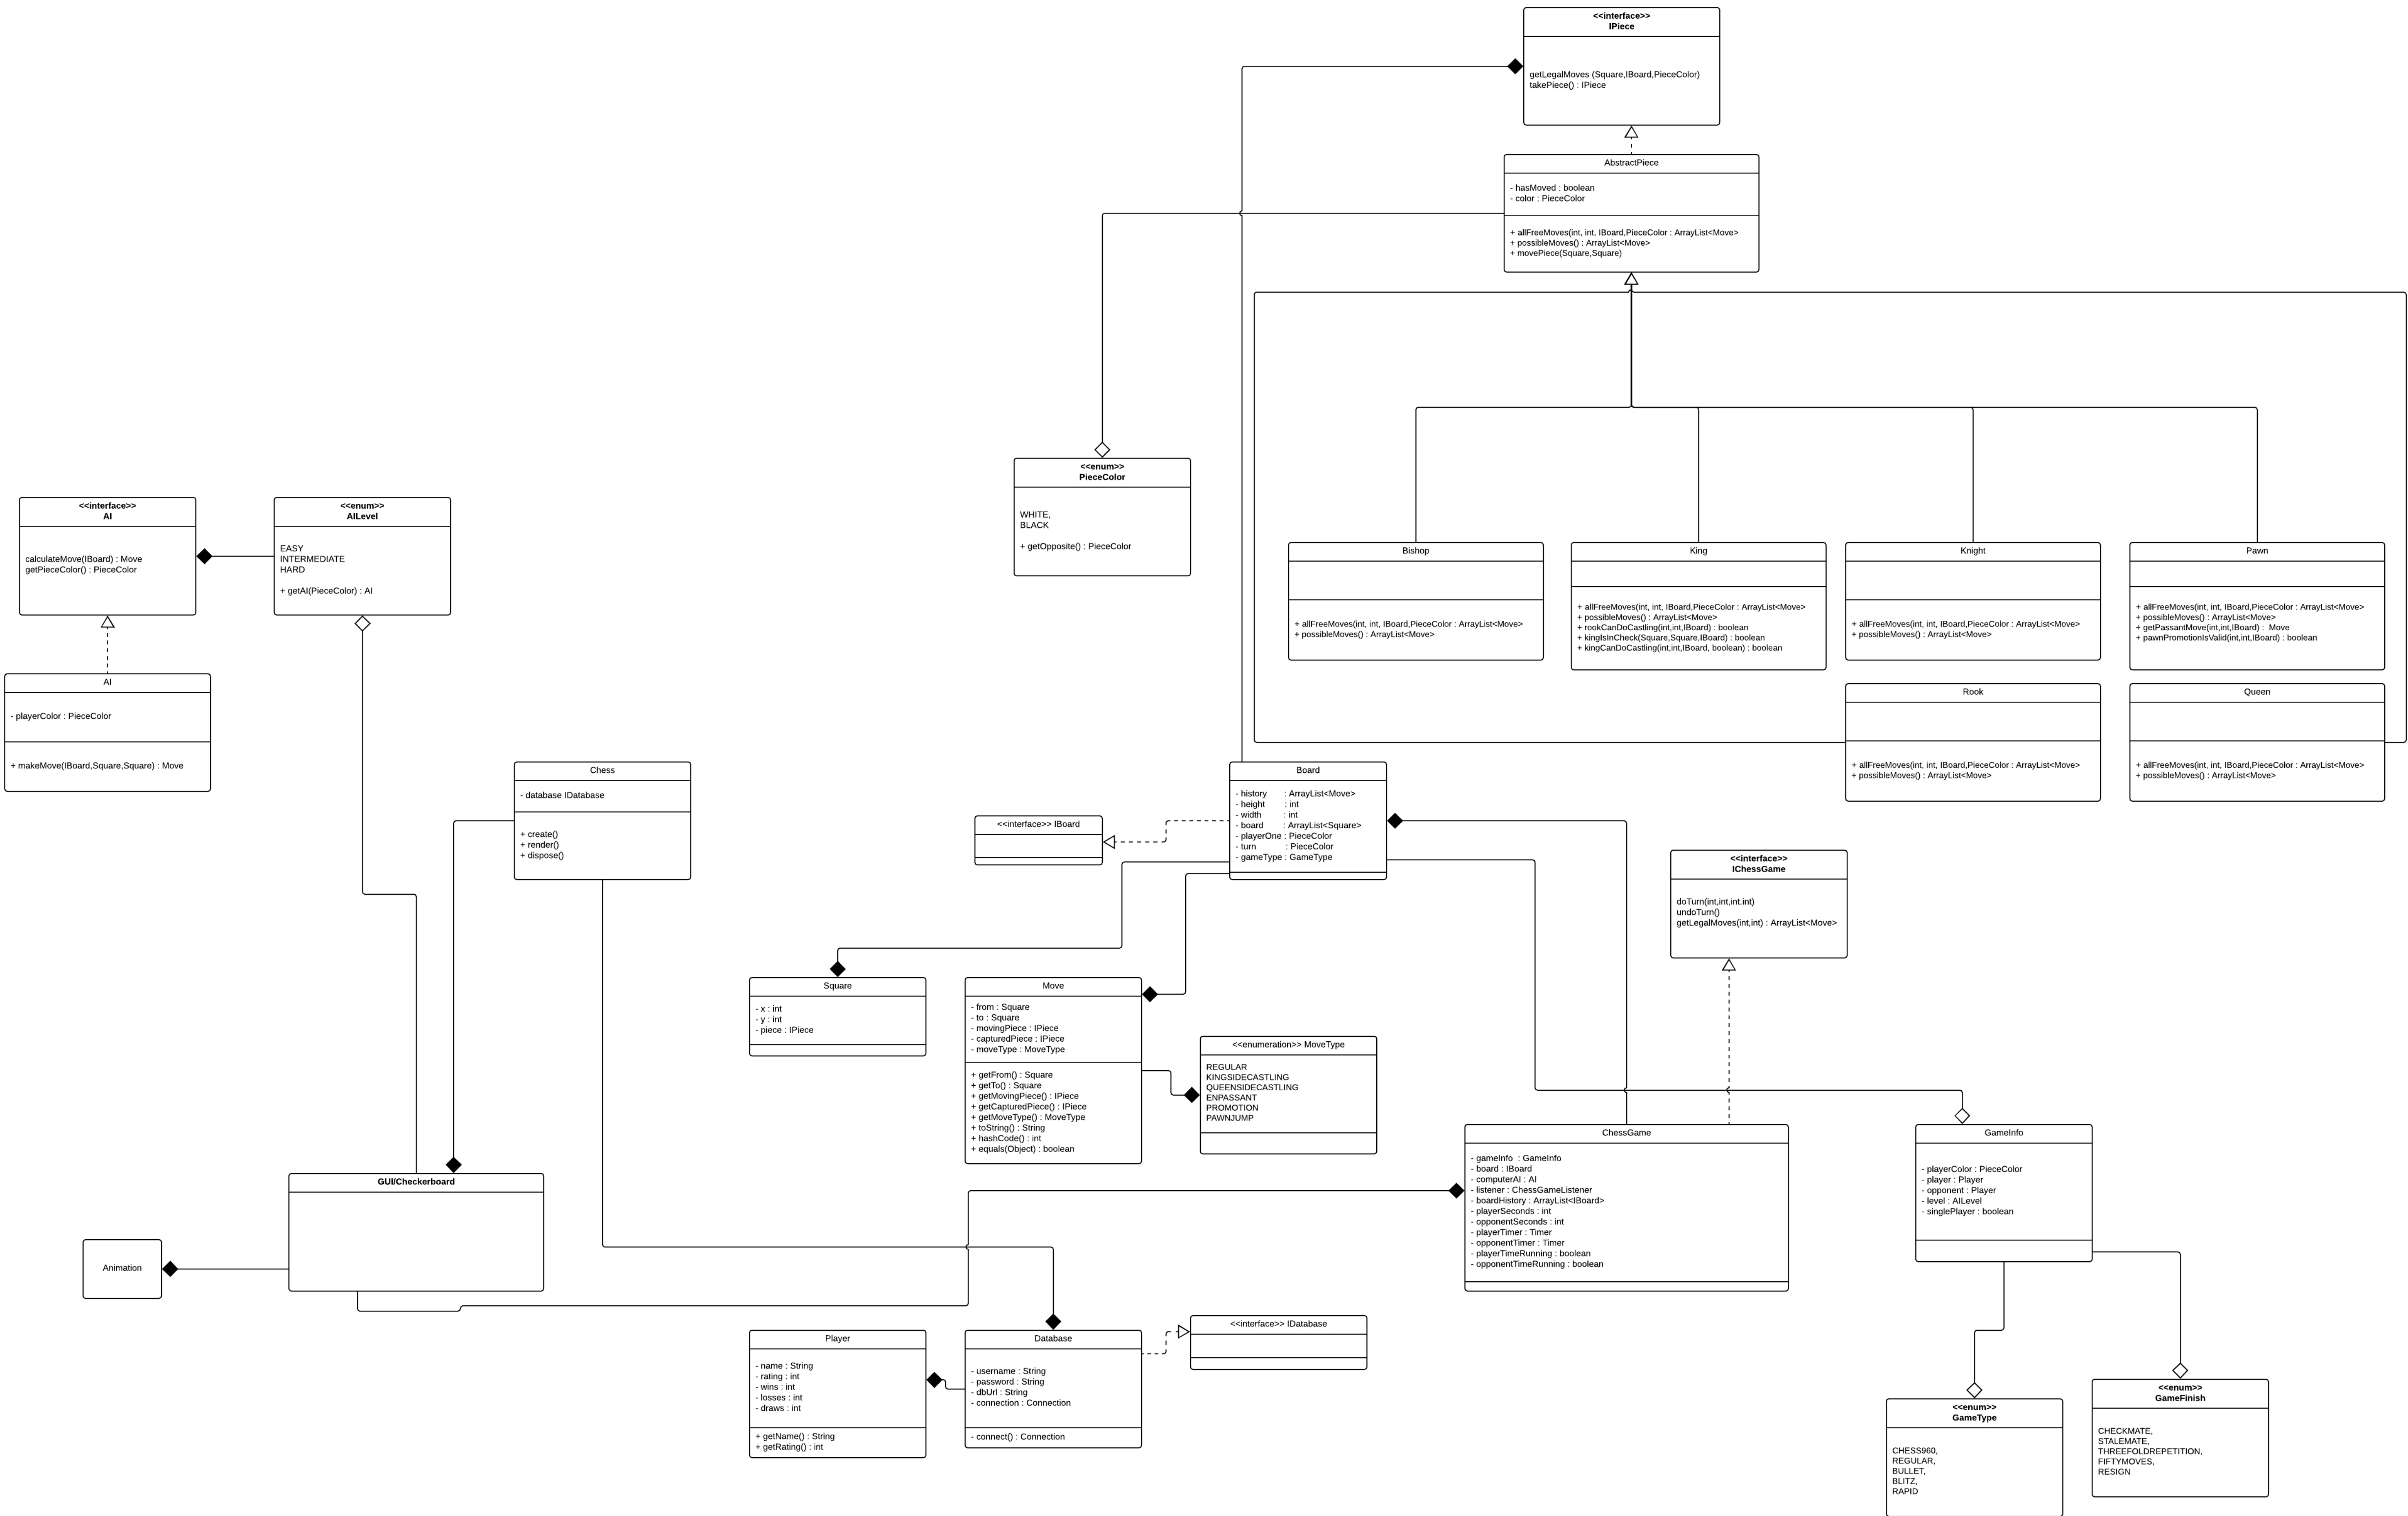 <<interface>>
IPiece
getLegalMoves (Square,IBoard,PieceColor)
takePiece() : IPiece
AbstractPiece
- hasMoved : boolean
- color : PieceColor
+ allFreeMoves(int, int, IBoard,PieceColor : ArrayList<Move>
+ possibleMoves() : ArrayList<Move>
+ movePiece(Square,Square)
<<enum>>
PieceColor
WHITE,
BLACK
+ getOpposite() : PieceColor
<<interface>>
AI
calculateMove(IBoard) : Move
getPieceColor() : PieceColor
<<enum>>
AILevel
EASY
INTERMEDIATE
HARD
+ getAI(PieceColor) : AI
Bishop
+ allFreeMoves(int, int, IBoard,PieceColor : ArrayList<Move>
+ possibleMoves() : ArrayList<Move>
King
+ allFreeMoves(int, int, IBoard,PieceColor : ArrayList<Move>
+ possibleMoves() : ArrayList<Move>
+ rookCanDoCastling(int,int,IBoard) : boolean
+ kingIsInCheck(Square,Square,IBoard) : boolean
+ kingCanDoCastling(int,int,IBoard, boolean) : boolean
Knight
+ allFreeMoves(int, int, IBoard,PieceColor : ArrayList<Move>
+ possibleMoves() : ArrayList<Move>
Pawn
+ allFreeMoves(int, int, IBoard,PieceColor : ArrayList<Move>
+ possibleMoves() : ArrayList<Move>
+ getPassantMove(int,int,IBoard) :  Move
+ pawnPromotionIsValid(int,int,IBoard) : boolean
AI
- playerColor : PieceColor
+ makeMove(IBoard,Square,Square) : Move
Rook
+ allFreeMoves(int, int, IBoard,PieceColor : ArrayList<Move>
+ possibleMoves() : ArrayList<Move>
Queen
+ allFreeMoves(int, int, IBoard,PieceColor : ArrayList<Move>
+ possibleMoves() : ArrayList<Move>
Chess
- database IDatabase
+ create()
+ render()
+ dispose()
<<interface>> IBoard
Board
- history : ArrayList<Move>
- height : int
- width : int
- board : ArrayList<Square>
- playerOne : PieceColor
- turn : PieceColor
- gameType : GameType
<<interface>>
IChessGame
doTurn(int,int,int.int)
undoTurn()
getLegalMoves(int,int) : ArrayList<Move>
Square
- x : int
- y : int
- piece : IPiece
Move
- from : Square
- to : Square
- movingPiece : IPiece
- capturedPiece : IPiece
- moveType : MoveType
+ getFrom() : Square
+ getTo() : Square
+ getMovingPiece() : IPiece
+ getCapturedPiece() : IPiece
+ getMoveType() : MoveType
+ toString() : String
+ hashCode() : int
+ equals(Object) : boolean
<<enumeration>> MoveType
REGULAR
KINGSIDECASTLING
QUEENSIDECASTLING
ENPASSANT
PROMOTION
PAWNJUMP
ChessGame
- gameInfo  : GameInfo
- board : IBoard
- computerAI : AI
- listener : ChessGameListener
- boardHistory : ArrayList<IBoard>
- playerSeconds : int
- opponentSeconds : int
- playerTimer : Timer
- opponentTimer : Timer
- playerTimeRunning : boolean
- opponentTimeRunning : boolean
GameInfo
- playerColor : PieceColor
- player : Player
- opponent : Player
- level : AILevel
- singlePlayer : boolean
GUI/Checkerboard
Animation
Player
- name : String
- rating : int
- wins : int
- losses : int
- draws : int
+ getName() : String
+ getRating() : int
Database
- username : String
- password : String
- dbUrl : String
- connection : Connection
- connect() : Connection
<<interface>> IDatabase
<<enum>>
GameType
CHESS960,
REGULAR,
BULLET,
BLITZ,
RAPID
<<enum>>
GameFinish
CHECKMATE,
STALEMATE,
THREEFOLDREPETITION,
FIFTYMOVES,
RESIGN